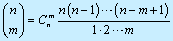 (n m) = C_n^m n(n−1)⋯(n−m+1) / 1·2⋯m